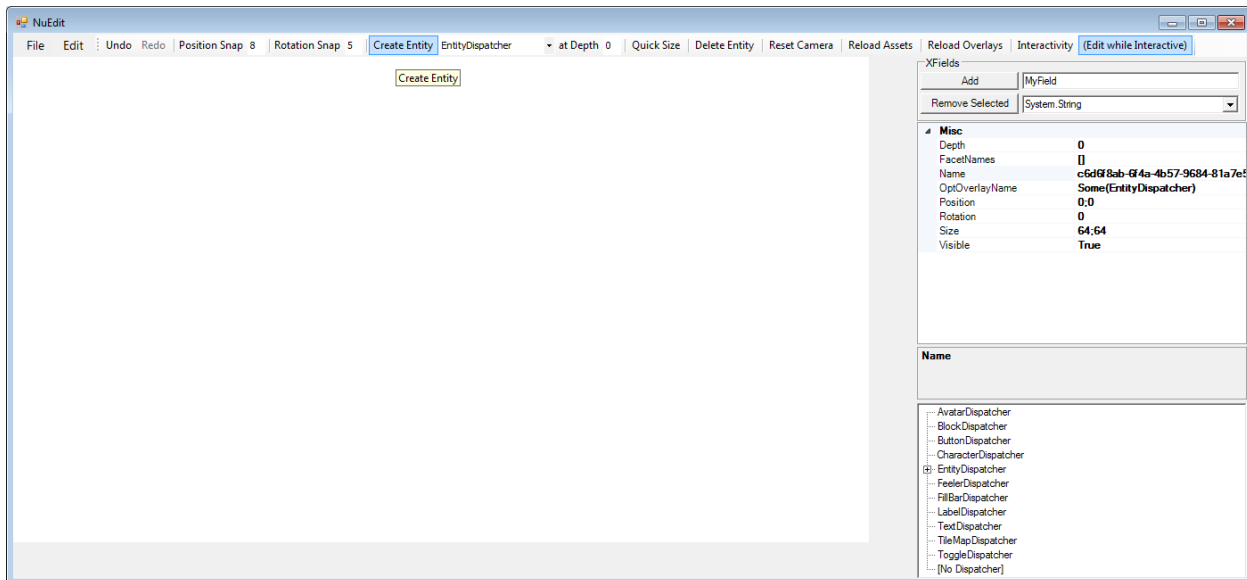 NuEdit
File Edit Undo Redo Position Snap 8 Rotation Snap 5 Create Entity EntityDispatcher at Depth 0 Quick Size Delete Entity Reset Camera Reload Assets Reload Overlays Interactivity (Edit while Interactive)
Create Entity
XFields
Add MyField
Remove Selected System.String
Misc
Depth 0
FacetNames []
Name c6d6f8ab-6f4a-4b57-9684-81a7e5
OptOverlayName Some(EntityDispatcher)
Position 0;0
Rotation 0
Size 64;64
Visible True
Name
AvatarDispatcher
BlockDispatcher
ButtonDispatcher
CharacterDispatcher
EntityDispatcher
FeelerDispatcher
FillBarDispatcher
LabelDispatcher
TextDispatcher
TileMapDispatcher
ToggleDispatcher
[No Dispatcher]